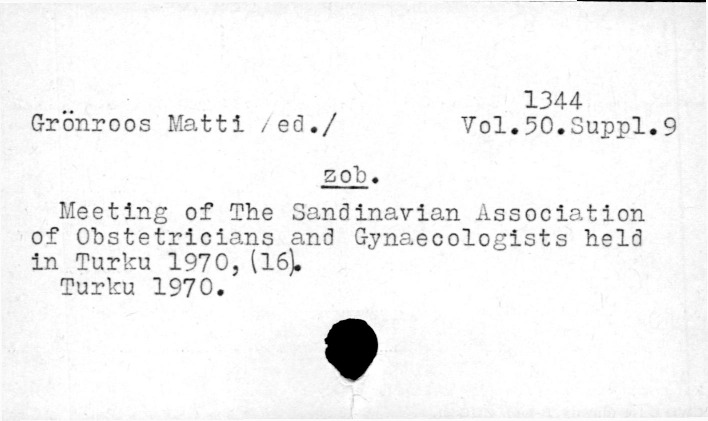 1344
Grönroos Matti /ed./ Vol.50.Suppl.9
zob.
Meeting of The Sandinavian Association
of Obstetricians and Gynaecologists held
in Turku 1970, (16).
Turku 1970.